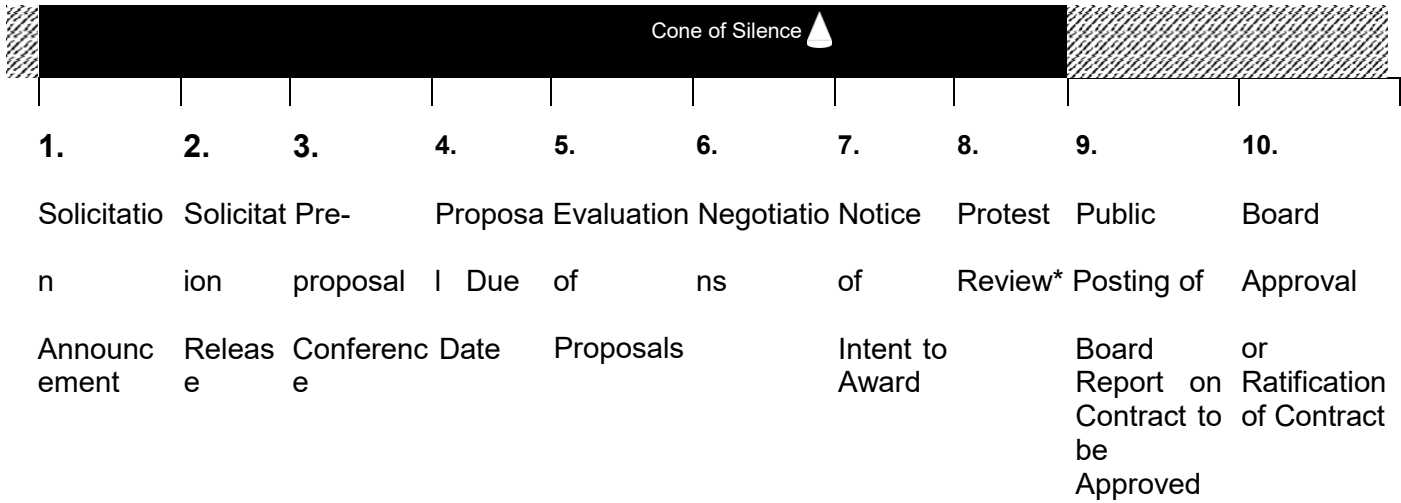 Cone of Silence
1. 2. 3. 4. 5. 6. 7. 8. 9. 10.
Solicitatio Solicitat Pre- Proposa Evaluation Negotiatio Notice Protest Public Board
n ion proposal l Due of ns of Review* Posting of Approval
Announc Releas Conferenc Date Proposals Intent to Board or
ement e e Award Report on Ratification
Contract to of Contract
be
Approved